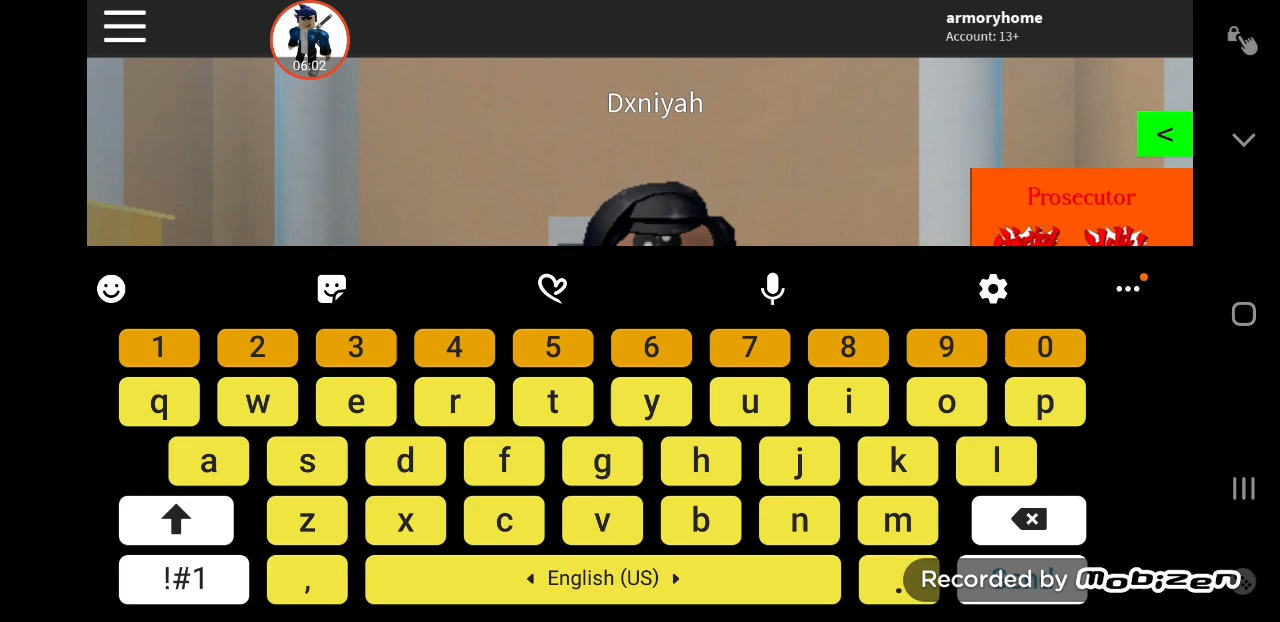 armoryhome
Account: 13+
06:02
Dxniyah
<
Prosecutor
1 2 3 4 5 6 7 8 9 0
q w e r t y u i o p
a s d f g h j k l
z x c v b n m
!#1 , English (US) .
Recorded by mobizen